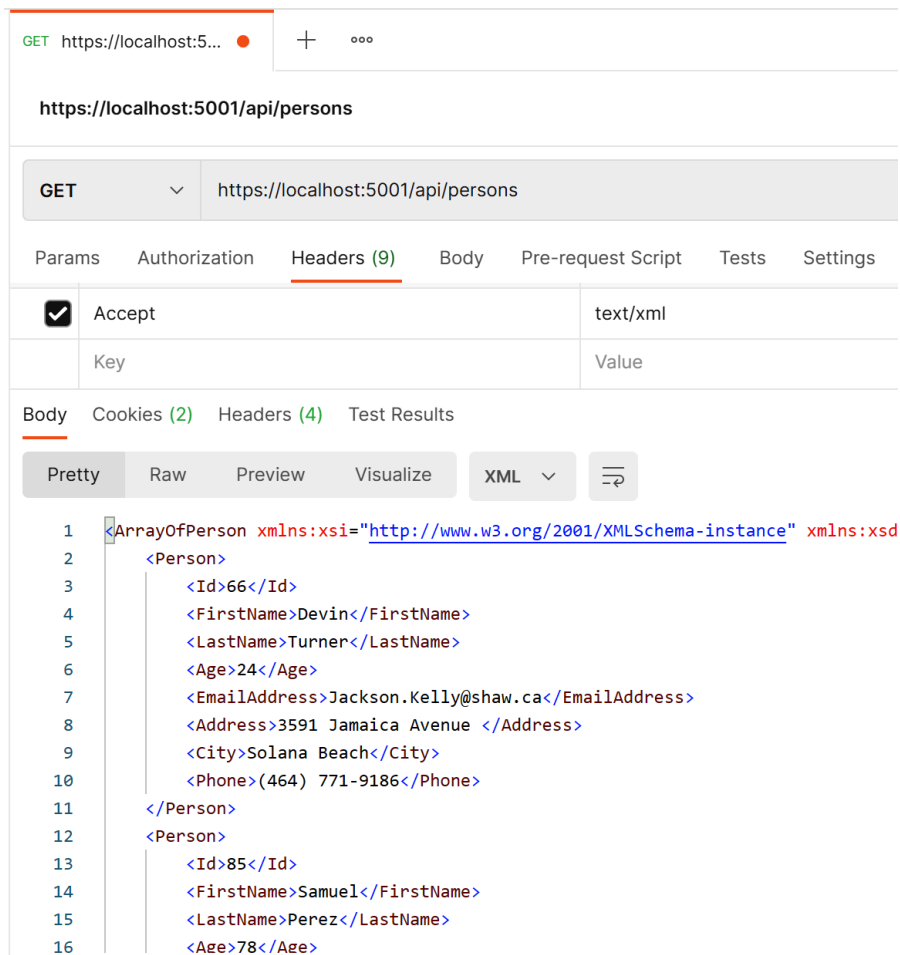 GET https://localhost:5... ooo
https://localhost:5001/api/persons
GET https://localhost:5001/api/persons
Params Authorization Headers (9) Body Pre-request Script Tests Settings
Accept text/xml
Key Value
Body Cookies (2) Headers (4) Test Results
Pretty Raw Preview Visualize XML
1 <ArrayOfPerson xmlns:xsi="http://www.w3.org/2001/XMLSchema-instance" xmlns:xsd
2 <Person>
3 <Id>66</Id>
4 <FirstName>Devin</FirstName>
5 <LastName>Turner</LastName>
6 <Age>24</Age>
7 <EmailAddress>Jackson.Kelly@shaw.ca</EmailAddress>
8 <Address>3591 Jamaica Avenue </Address>
9 <City>Solana Beach</City>
10 <Phone>(464) 771-9186</Phone>
11 </Person>
12 <Person>
13 <Id>85</Id>
14 <FirstName>Samuel</FirstName>
15 <LastName>Perez</LastName>
16 <Age>78</Age>